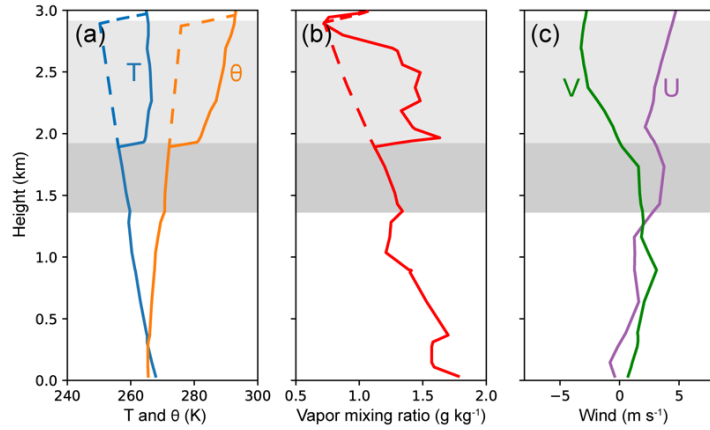 (a)
(b)
(c)
T
θ
V
U
Height (km)
3.0
2.5
2.0
1.5
1.0
0.5
0.0
240 260 280 300
0.5 1.0 1.5 2.0
−5 0 5
T and θ (K)
Vapor mixing ratio (g kg⁻¹)
Wind (m s⁻¹)